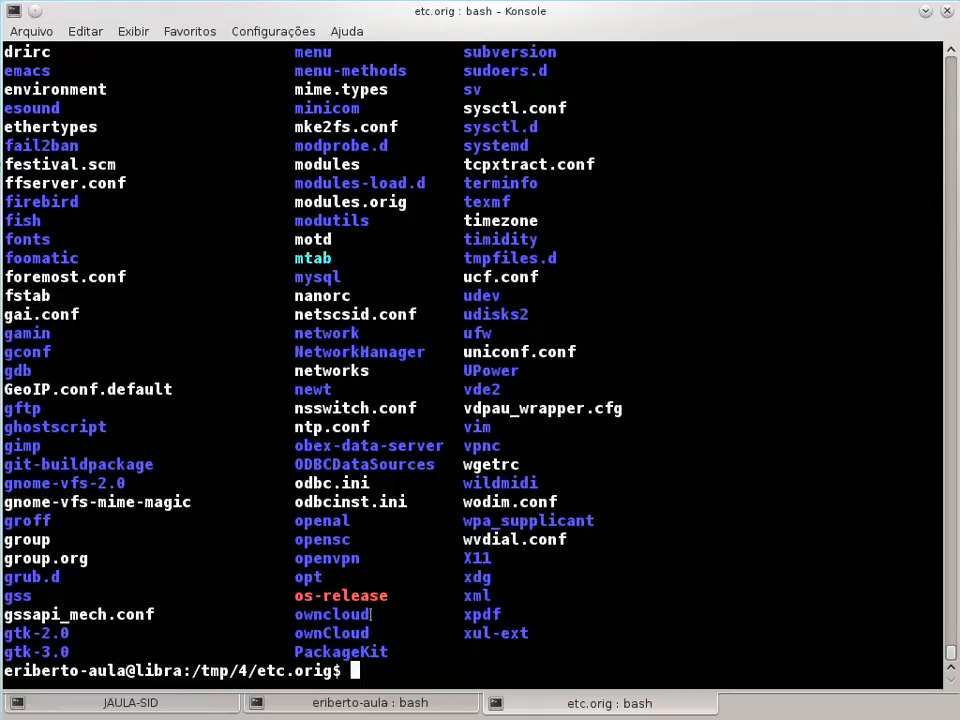 etc.orig : bash – Konsole
Arquivo Editar Exibir Favoritos Configurações Ajuda
drirc menu subversion
emacs menu-methods sudoers.d
environment mime.types sv
esound minicom sysctl.conf
ethertypes mke2fs.conf sysctl.d
fail2ban modprobe.d systemd
festival.scm modules tcpxtract.conf
ffserver.conf modules-load.d terminfo
firebird modules.orig texmf
fish modutils timezone
fonts motd timidity
foomatic mtab tmpfiles.d
foremost.conf mysql ucf.conf
fstab nanorc udev
gai.conf netscsid.conf udisks2
gamin network ufw
gconf NetworkManager uniconf.conf
gdb networks UPower
GeoIP.conf.default newt vde2
gftp nsswitch.conf vdpau_wrapper.cfg
ghostscript ntp.conf vim
gimp obex-data-server vpnc
git-buildpackage ODBCDataSources wgetrc
gnome-vfs-2.0 odbc.ini wildmidi
gnome-vfs-mime-magic odbcinst.ini wodim.conf
groff openal wpa_supplicant
group opensc wvdial.conf
group.org openvpn X11
grub.d opt xdg
gss os-release xml
gssapi_mech.conf owncloud xpdf
gtk-2.0 ownCloud xul-ext
gtk-3.0 PackageKit
eriberto-aula@libra:/tmp/4/etc.orig$
JAULA-SID eriberto-aula : bash etc.orig : bash